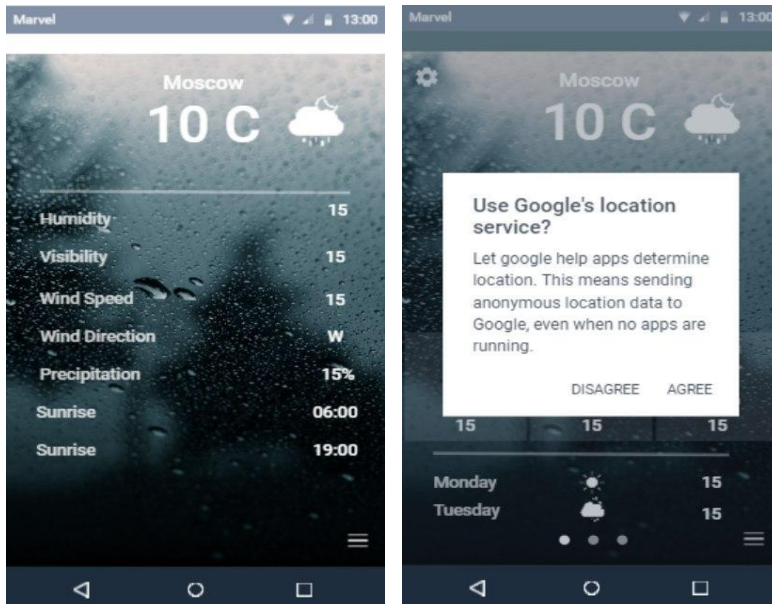 Marvel 13:00
Moscow
10 C
Humidity 15
Visibility 15
Wind Speed 15
Wind Direction W
Precipitation 15%
Sunrise 06:00
Sunrise 19:00
Marvel 13:00
Moscow
10 C
Use Google's location
service?
Let google help apps determine
location. This means sending
anonymous location data to
Google, even when no apps are
running.
DISAGREE AGREE
15 15 15
Monday 15
Tuesday 15